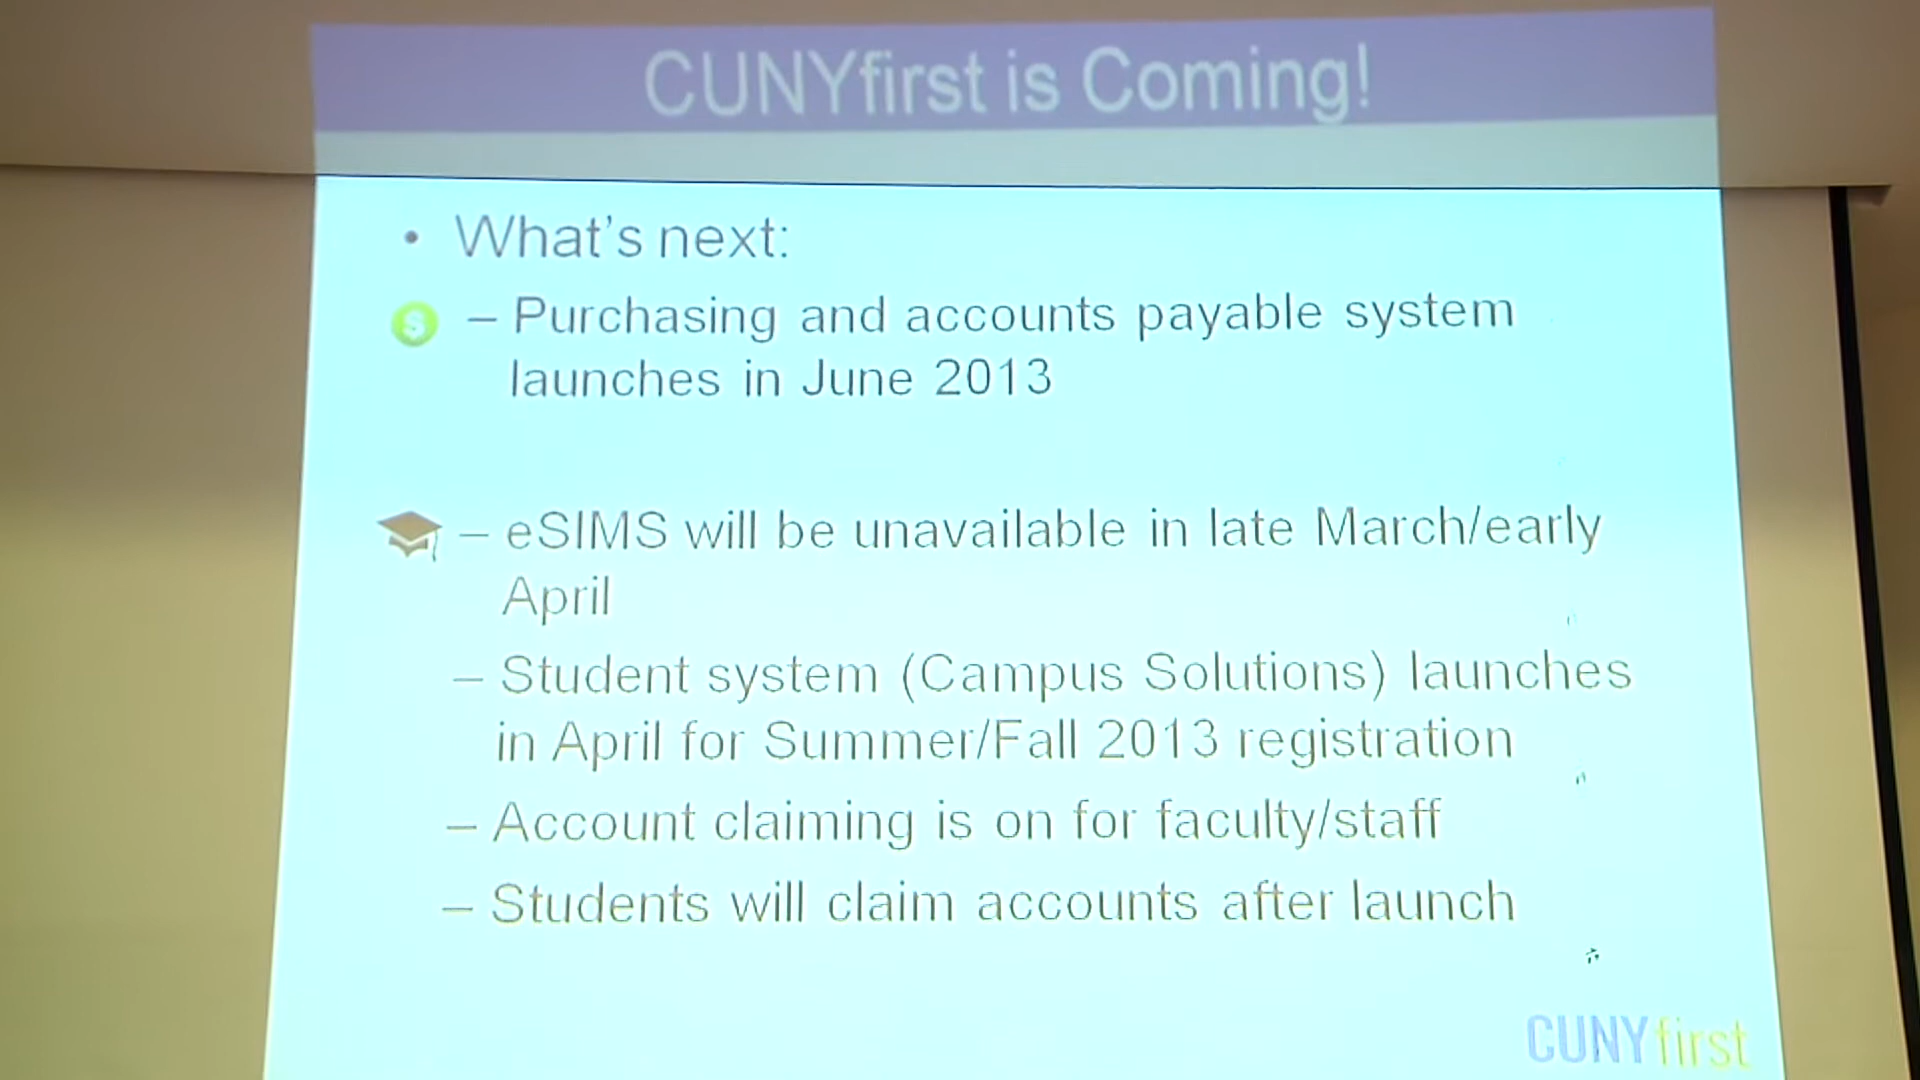 CUNYfirst is Coming!
• What's next:
$
– Purchasing and accounts payable system
launches in June 2013
– eSIMS will be unavailable in late March/early
April
– Student system (Campus Solutions) launches
in April for Summer/Fall 2013 registration
– Account claiming is on for faculty/staff
– Students will claim accounts after launch
CUNYfirst